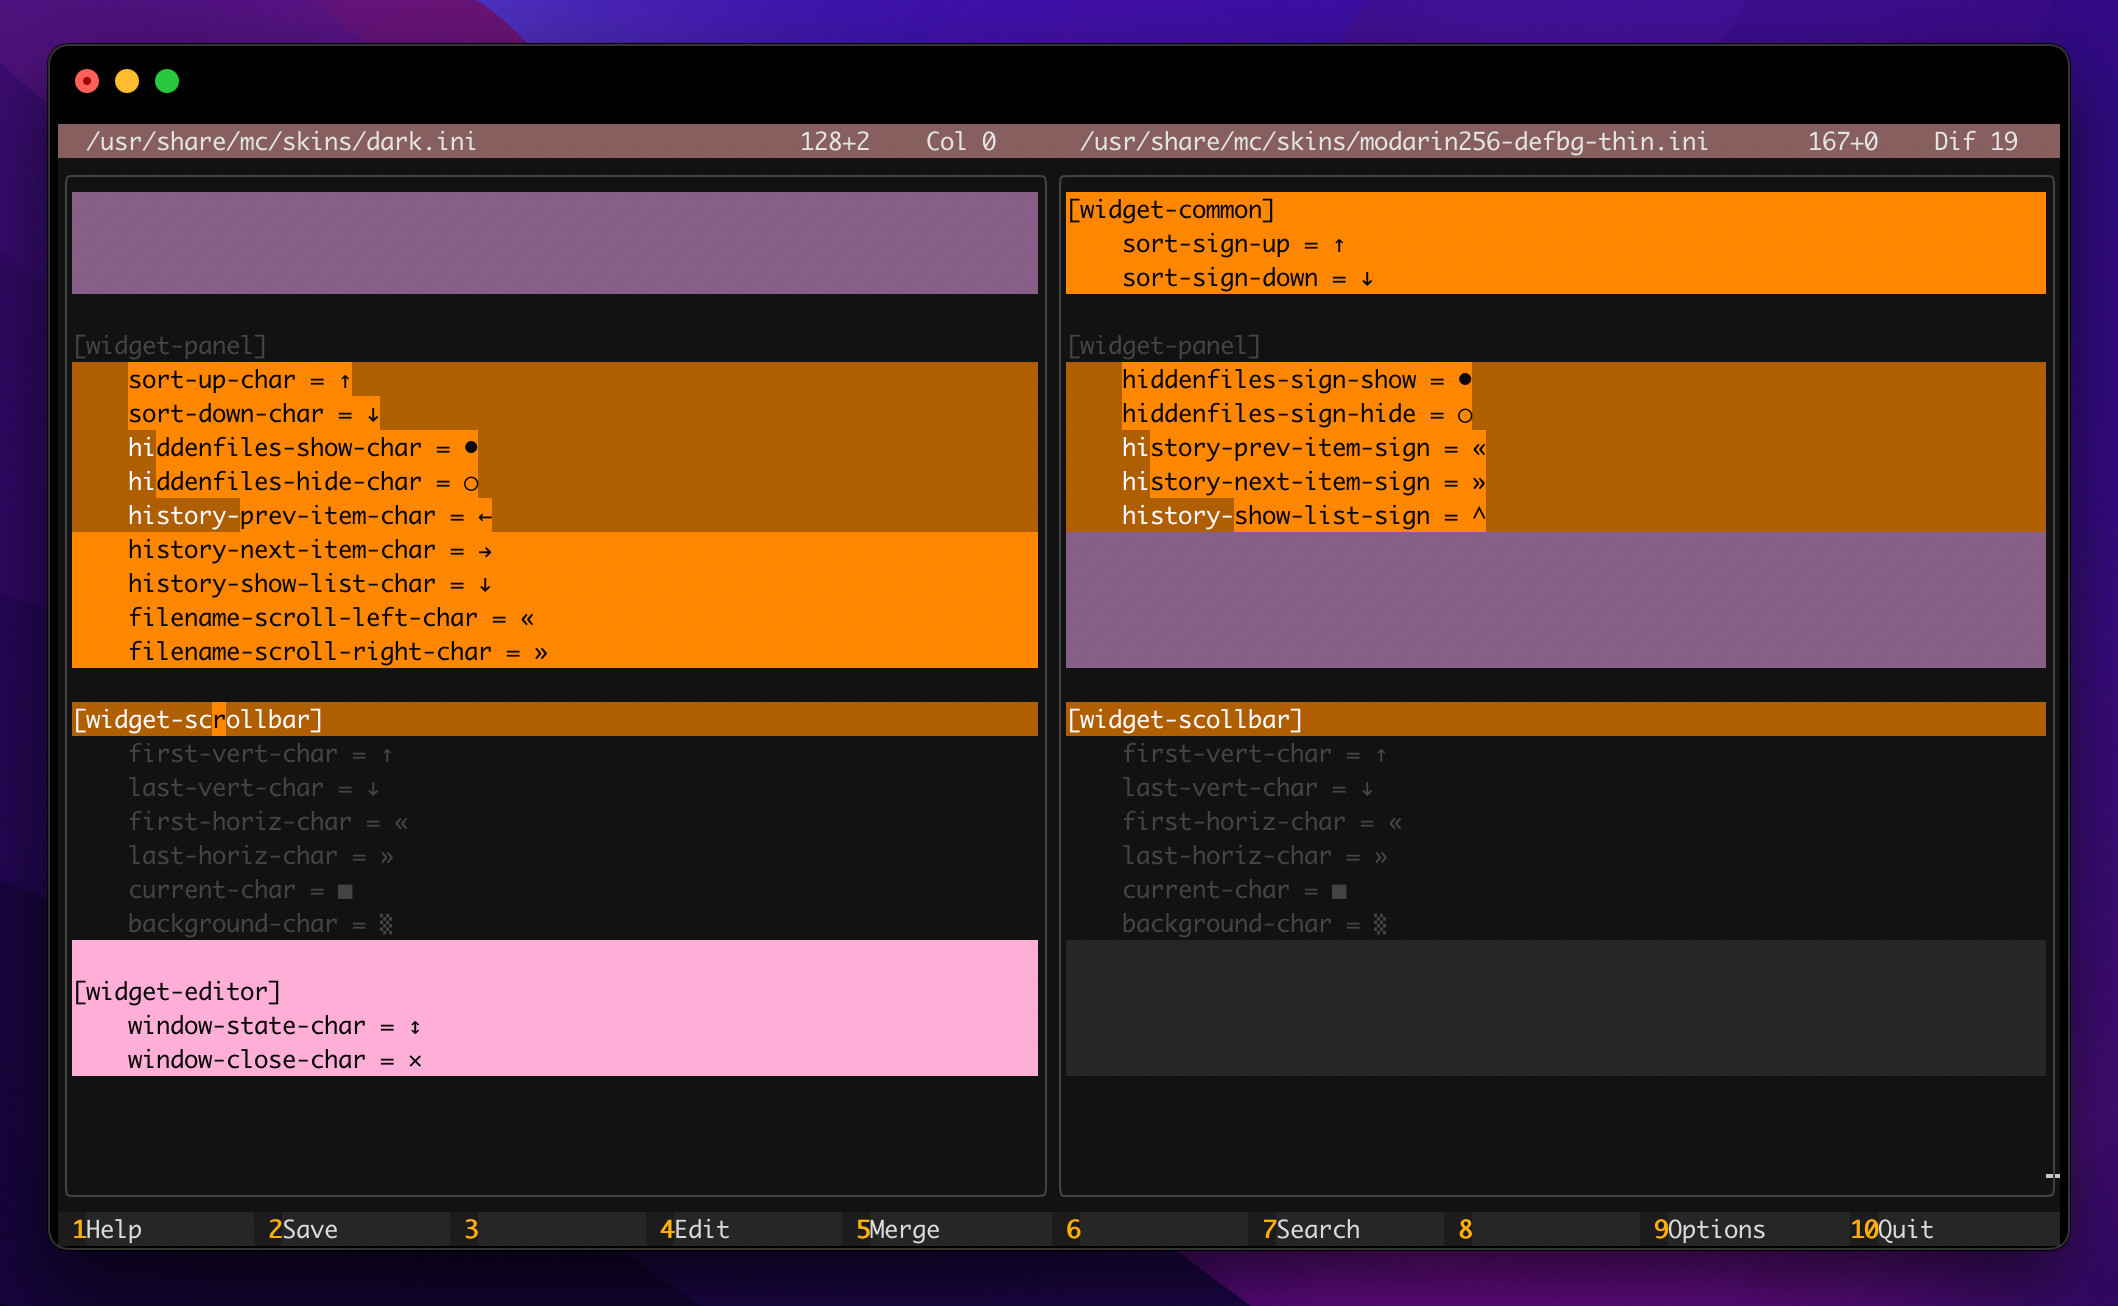 /usr/share/mc/skins/dark.ini 128+2 Col 0 /usr/share/mc/skins/modarin256-defbg-thin.ini 167+0 Dif 19
[widget-panel]
sort-up-char = ↑
sort-down-char = ↓
hiddenfiles-show-char = ●
hiddenfiles-hide-char = ○
history-prev-item-char = ←
history-next-item-char = →
history-show-list-char = ↓
filename-scroll-left-char = «
filename-scroll-right-char = »
[widget-scrollbar]
first-vert-char = ↑
last-vert-char = ↓
first-horiz-char = «
last-horiz-char = »
current-char = ■
background-char = ▒
[widget-editor]
window-state-char = ↕
window-close-char = ×
[widget-common]
sort-sign-up = ↑
sort-sign-down = ↓
[widget-panel]
hiddenfiles-sign-show = ●
hiddenfiles-sign-hide = ○
history-prev-item-sign = «
history-next-item-sign = »
history-show-list-sign = ^
[widget-scollbar]
first-vert-char = ↑
last-vert-char = ↓
first-horiz-char = «
last-horiz-char = »
current-char = ■
background-char = ▒
1Help 2Save 3 4Edit 5Merge 6 7Search 8 9Options 10Quit